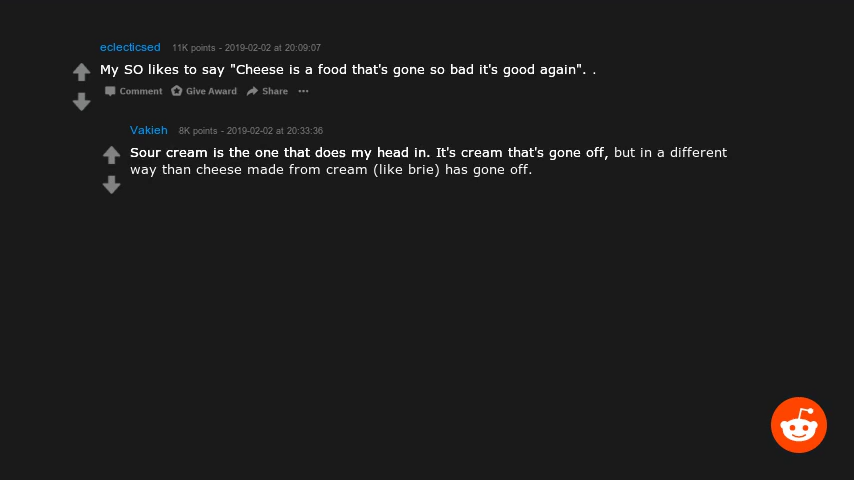 eclecticsed 11K points - 2019-02-02 at 20:09:07
My SO likes to say "Cheese is a food that's gone so bad it's good again". .
Comment Give Award Share ...
Vakieh 8K points - 2019-02-02 at 20:33:36
Sour cream is the one that does my head in. It's cream that's gone off, but in a different
way than cheese made from cream (like brie) has gone off.